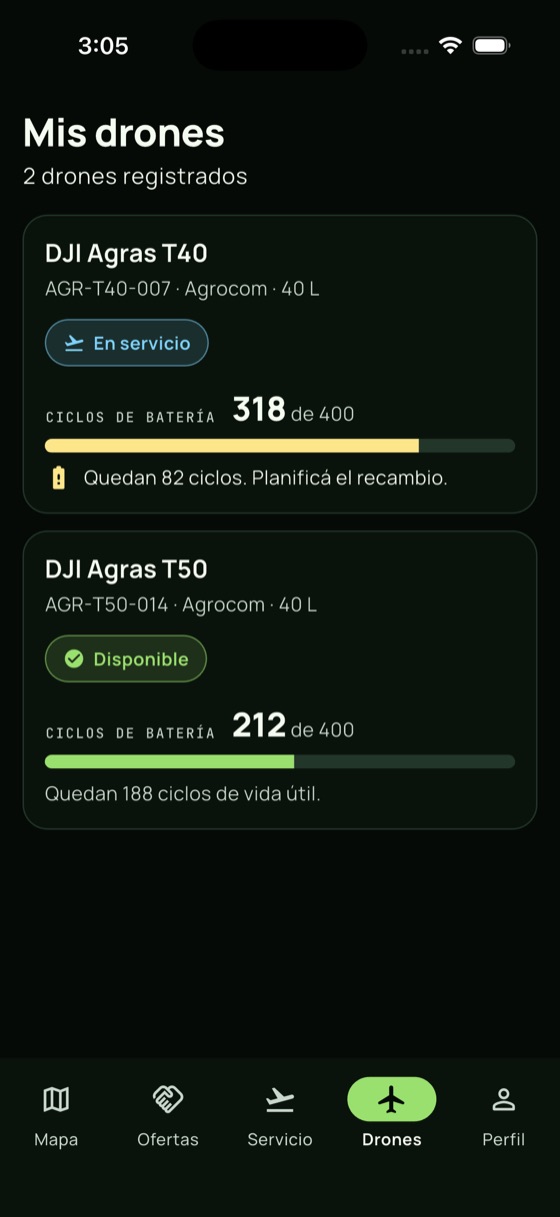 3:05
Mis drones
2 drones registrados
DJI Agras T40
AGR-T40-007 · Agrocom · 40 L
En servicio
CICLOS DE BATERÍA 318 de 400
Quedan 82 ciclos. Planificá el recambio.
DJI Agras T50
AGR-T50-014 · Agrocom · 40 L
Disponible
CICLOS DE BATERÍA 212 de 400
Quedan 188 ciclos de vida útil.
Mapa Ofertas Servicio Drones Perfil